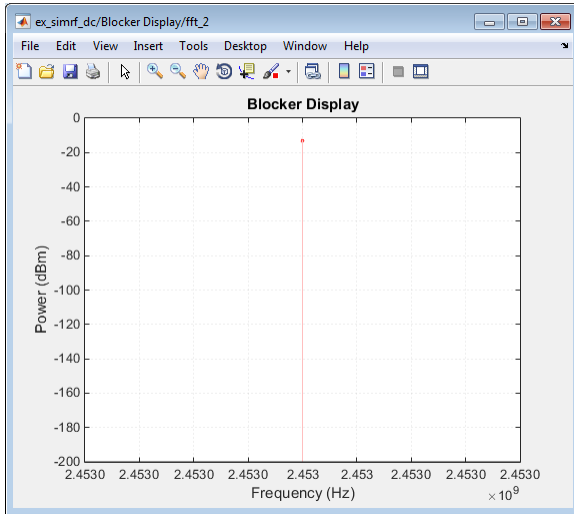 ex_simrf_dc/Blocker Display/fft_2
File Edit View Insert Tools Desktop Window Help
Blocker Display
0
-20
-40
-60
-80
-100
-120
-140
-160
-180
-200
Power (dBm)
2.4530 2.4530 2.4530 2.4530 2.453 2.453 2.4530 2.4530 2.4530
Frequency (Hz)
×10⁹